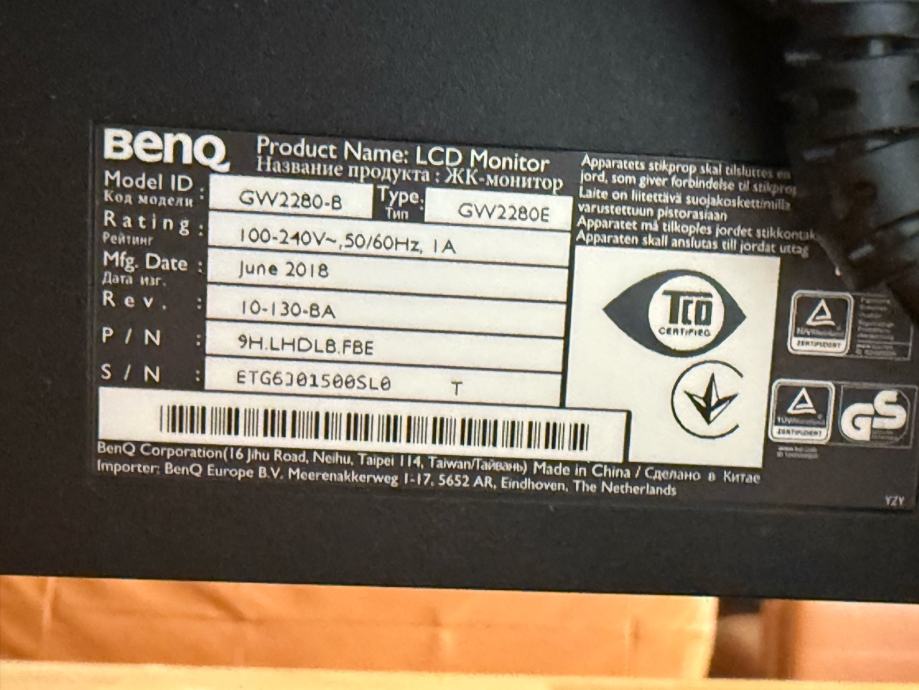 BenQ
Product Name: LCD Monitor
Название продукта : ЖК-монитор
Model ID : GW2280-B Type: GW2280E
Код модели Тип
Rating : 100-240V~,50/60Hz, 1A
Рейтинг
Mfg. Date : June 2018
Дата изг.
Rev. : 10-130-BA
P/N : 9H.LHDLB.FBE
S/N : ETG6J01500SL0 T
BenQ Corporation(16 Jihu Road, Neihu, Taipei 114, Taiwan/Тайвань) Made in China / Сделано в Китае
Importer: BenQ Europe B.V. Meerenakkerweg 1-17, 5652 AR, Eindhoven, The Netherlands
Apparatets stikprop skal tilsluttes en
jord, som giver forbindelse til stikprop
Laite on liitettävä suojakoskettimilla
varustettuun pistorasiaan
Apparatet må tilkoples jordet stikkontak
Apparaten skall anslutas till jordat uttag
TCO
CERTIFIED
TÜVRheinland
ZERTIFIZIERT
TÜVRheinland
ZERTIFIZIERT
GS
YZY